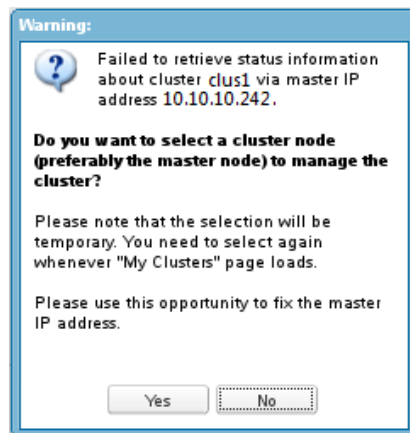 Warning:
Failed to retrieve status information
about cluster clus1 via master IP
address 10.10.10.242.
Do you want to select a cluster node
(preferably the master node) to manage the
cluster?
Please note that the selection will be
temporary. You need to select again
whenever "My Clusters" page loads.
Please use this opportunity to fix the master
IP address.
Yes No